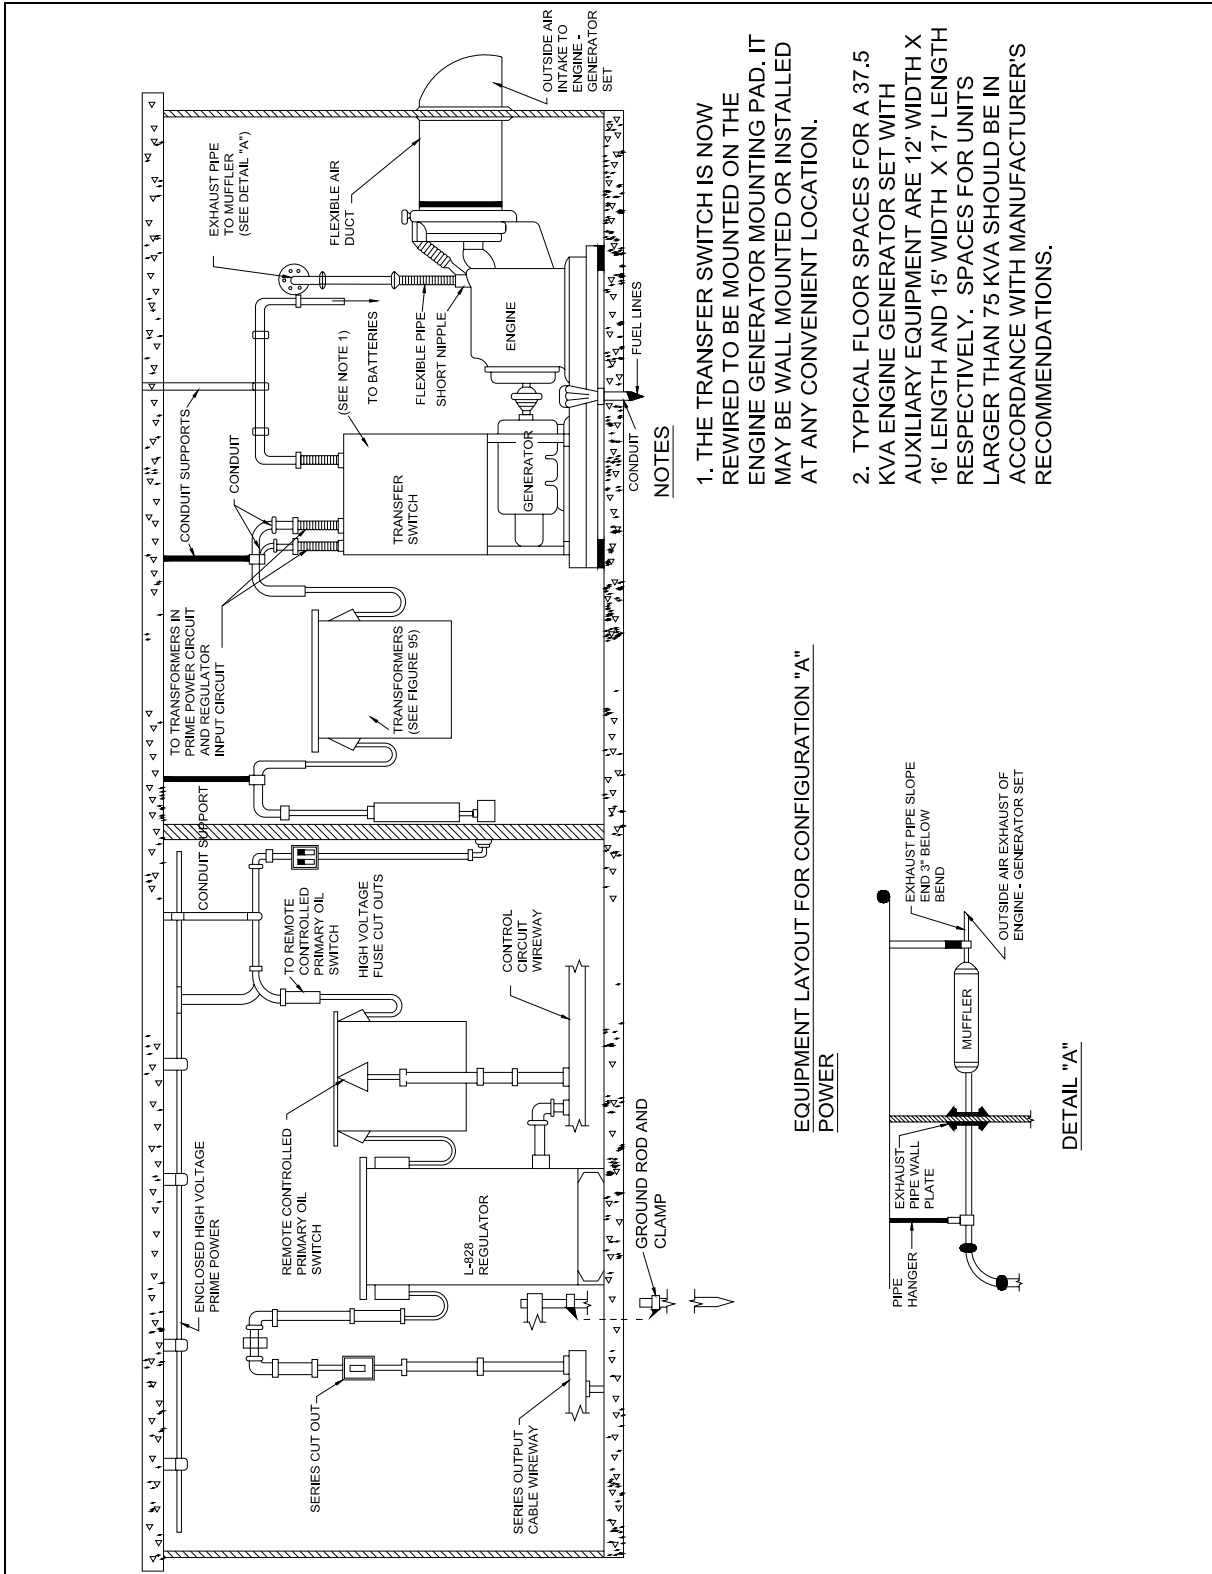 ENCLOSED HIGH VOLTAGE
PRIME POWER
CONDUIT SUPPORT
TO TRANSFORMERS IN
PRIME POWER CIRCUIT
AND REGULATOR
INPUT CIRCUIT
CONDUIT SUPPORTS
CONDUIT
EXHAUST PIPE
TO MUFFLER
(SEE DETAIL "A")
SERIES CUT OUT
REMOTE CONTROLLED
PRIMARY OIL
SWITCH
TO REMOTE
CONTROLLED
PRIMARY OIL
SWITCH
HIGH VOLTAGE
FUSE CUT OUTS
(SEE NOTE 1)
TO BATTERIES
FLEXIBLE AIR
DUCT
FLEXIBLE PIPE
SHORT NIPPLE
OUTSIDE AIR
INTAKE TO
ENGINE -
GENERATOR
SET
L-828
REGULATOR
CONTROL
CIRCUIT
WIREWAY
TRANSFORMERS
(SEE FIGURE 95)
TRANSFER
SWITCH
GENERATOR
ENGINE
SERIES OUTPUT
CABLE WIREWAY
GROUND ROD AND
CLAMP
CONDUIT
FUEL LINES
NOTES
1. THE TRANSFER SWITCH IS NOW
REWIRED TO BE MOUNTED ON THE
ENGINE GENERATOR MOUNTING PAD. IT
MAY BE WALL MOUNTED OR INSTALLED
AT ANY CONVENIENT LOCATION.
2. TYPICAL FLOOR SPACES FOR A 37.5
KVA ENGINE GENERATOR SET WITH
AUXILIARY EQUIPMENT ARE 12' WIDTH X
16' LENGTH AND 15' WIDTH X 17' LENGTH
RESPECTIVELY. SPACES FOR UNITS
LARGER THAN 75 KVA SHOULD BE IN
ACCORDANCE WITH MANUFACTURER'S
RECOMMENDATIONS.
EQUIPMENT LAYOUT FOR CONFIGURATION "A"
POWER
PIPE
HANGER
EXHAUST
PIPE WALL
PLATE
MUFFLER
EXHAUST PIPE SLOPE
END 3" BELOW
BEND
OUTSIDE AIR EXHAUST OF
ENGINE - GENERATOR SET
DETAIL "A"